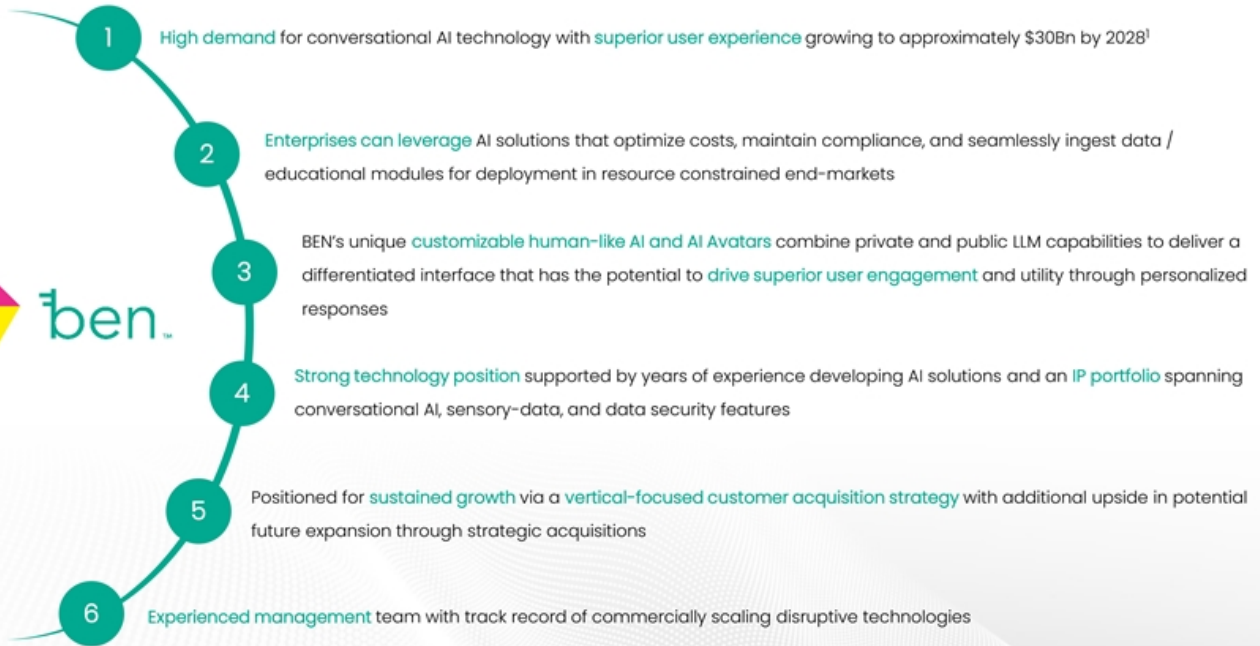 1
High demand for conversational AI technology with superior user experience growing to approximately $30Bn by 2028¹
2
Enterprises can leverage AI solutions that optimize costs, maintain compliance, and seamlessly ingest data /
educational modules for deployment in resource constrained end-markets
3
BEN's unique customizable human-like AI and AI Avatars combine private and public LLM capabilities to deliver a
differentiated interface that has the potential to drive superior user engagement and utility through personalized
responses
ben™
4
Strong technology position supported by years of experience developing AI solutions and an IP portfolio spanning
conversational AI, sensory-data, and data security features
5
Positioned for sustained growth via a vertical-focused customer acquisition strategy with additional upside in potential
future expansion through strategic acquisitions
6
Experienced management team with track record of commercially scaling disruptive technologies